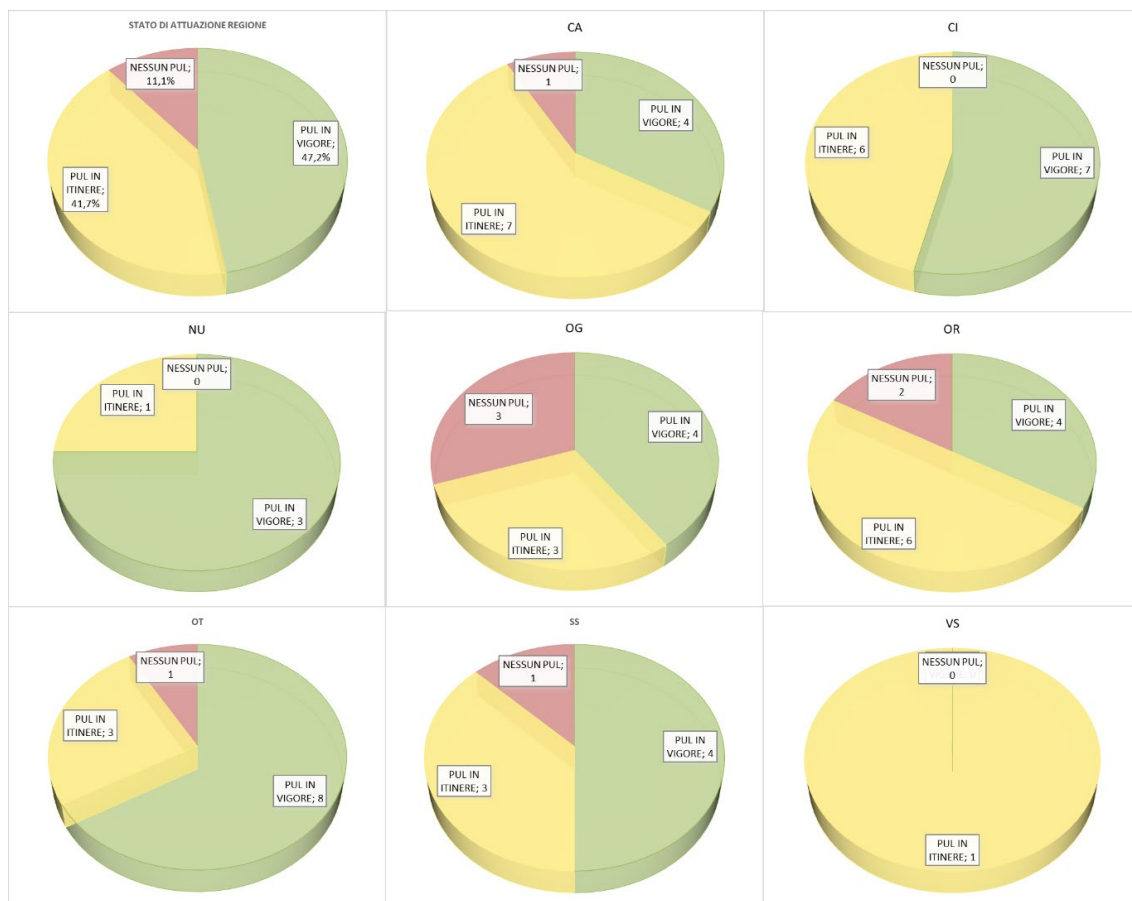 STATO DI ATTUAZIONE REGIONE
NESSUN PUL;
11,1%
PUL IN
VIGORE;
47,2%
PUL IN
ITINERE;
41,7%
CA
NESSUN PUL;
1
PUL IN
VIGORE; 4
PUL IN
ITINERE; 7
CI
NESSUN PUL;
0
PUL IN
ITINERE; 6
PUL IN
VIGORE; 7
NU
NESSUN PUL;
0
PUL IN
ITINERE; 1
PUL IN
VIGORE; 3
OG
NESSUN PUL;
3
PUL IN
VIGORE; 4
PUL IN
ITINERE; 3
OR
NESSUN PUL;
2
PUL IN
VIGORE; 4
PUL IN
ITINERE; 6
OT
NESSUN PUL;
1
PUL IN
ITINERE; 3
PUL IN
VIGORE; 8
SS
NESSUN PUL;
1
PUL IN
VIGORE; 4
PUL IN
ITINERE; 3
VS
NESSUN PUL;
0
PUL IN
ITINERE; 1